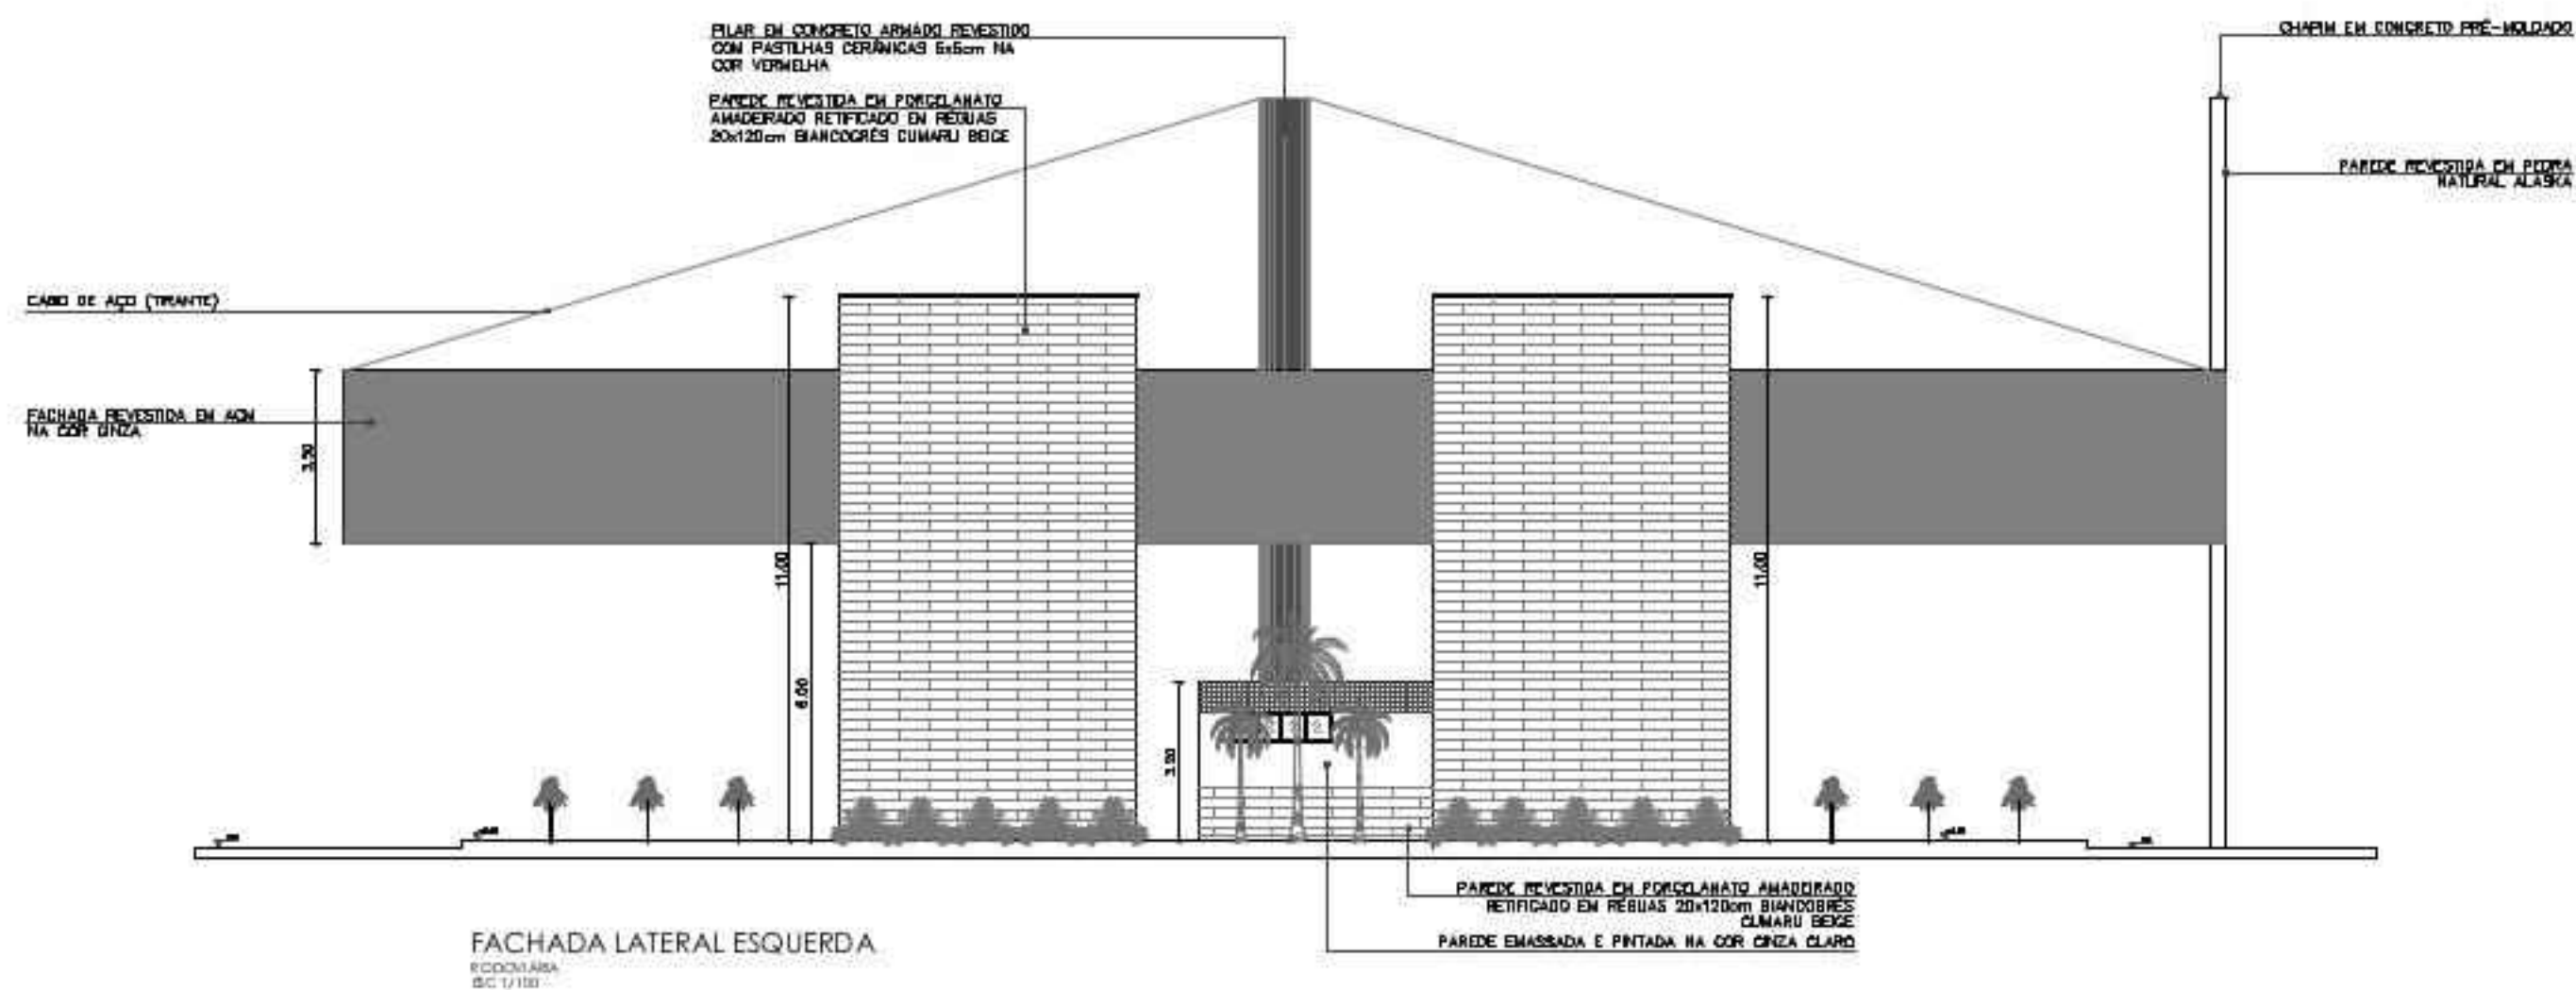 PILAR EM CONCRETO ARMADO REVESTIDO
COM PASTILHAS CERÂMICAS 5x5cm NA
COR VERMELHA
PAREDE REVESTIDA EM PORCELANATO
AMADEIRADO RETIFICADO EM RÉGUAS
20x120cm BIANCOGRÊS CUMARU BEIGE
CHAPIM EM CONCRETO PRÉ-MOLDADO
PAREDE REVESTIDA EM PEDRA
NATURAL ALASKA
CABO DE AÇO (TIRANTE)
FACHADA REVESTIDA EM ACM
NA COR CINZA
3,50
11,00
6,00
11,00
PAREDE REVESTIDA EM PORCELANATO AMADEIRADO
RETIFICADO EM RÉGUAS 20x120cm BIANCOGRÊS
CUMARU BEIGE
PAREDE EMASSADA E PINTADA NA COR CINZA CLARO
FACHADA LATERAL ESQUERDA
RODOVIÁRIA
ESC 1/100